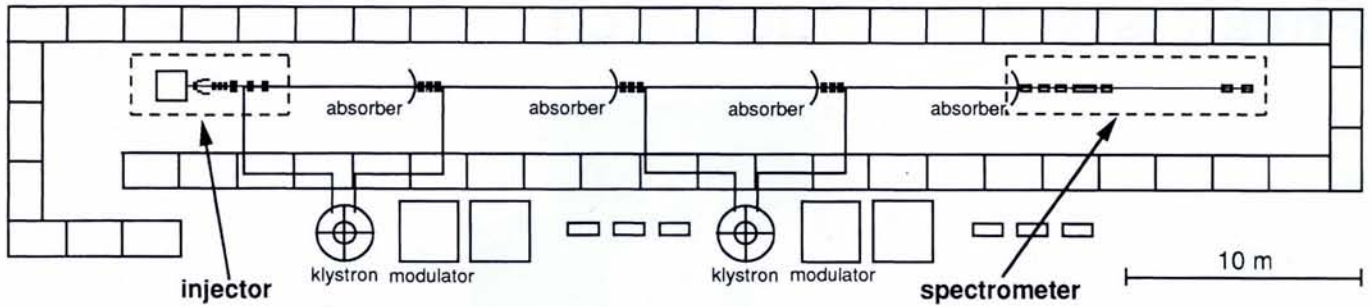 absorber
absorber
absorber
absorber
klystron
modulator
klystron
modulator
10 m
injector
spectrometer